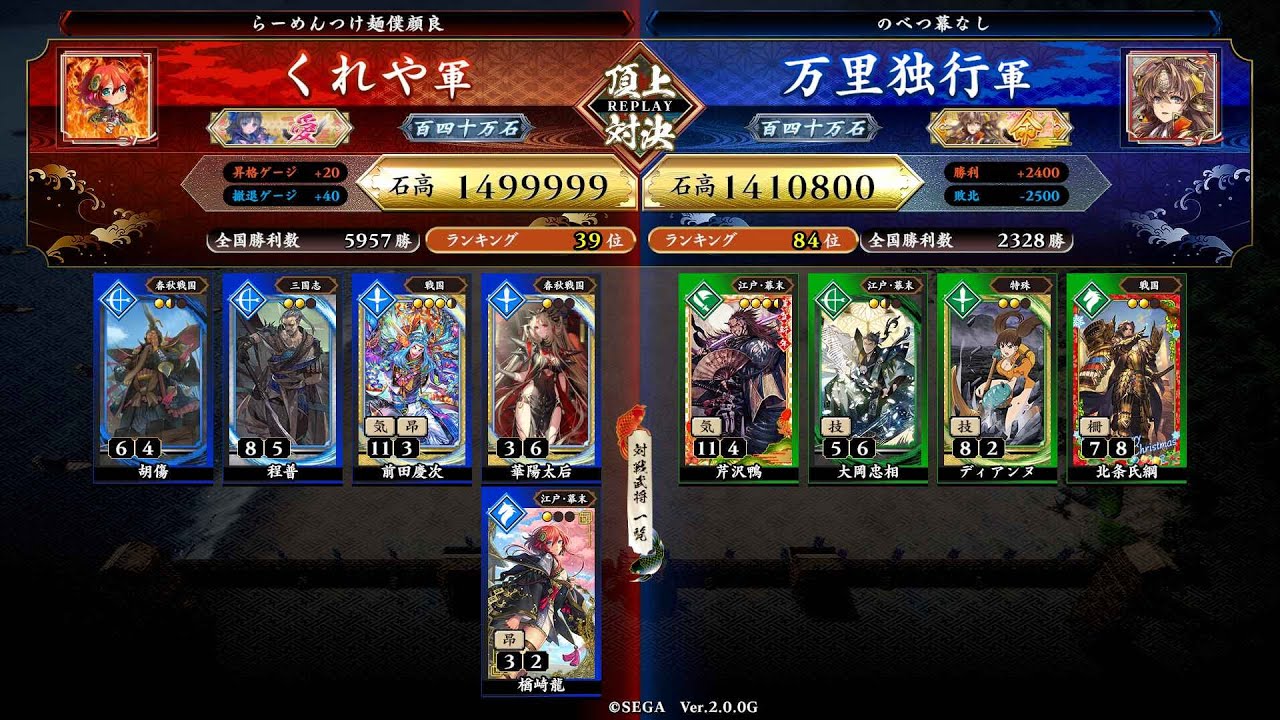 らーめんつけ麺僕顔良
のべつ幕なし
くれや軍
頂上
REPLAY
対決
万里独行軍
愛
百四十万石
百四十万石
命
昇格ゲージ +20
撤退ゲージ +40
石高 1499999
石高 1410800
勝利 +2400
敗北 -2500
全国勝利数 5957勝
ランキング 39位
ランキング 84位
全国勝利数 2328勝
春秋戦国
三国志
戦国
春秋戦国
江戸・幕末
江戸・幕末
特殊
戦国
気 昂
気
技
技
柵
6 4
8 5
11 3
3 6
11 4
5 6
8 2
7 8
Christmas
胡傷
程普
前田慶次
華陽太后
芹沢鴨
大岡忠相
ディアンヌ
北条氏綱
対戦武将一覧
江戸・幕末
昂
3 2
楢崎龍
©SEGA Ver.2.0.0G